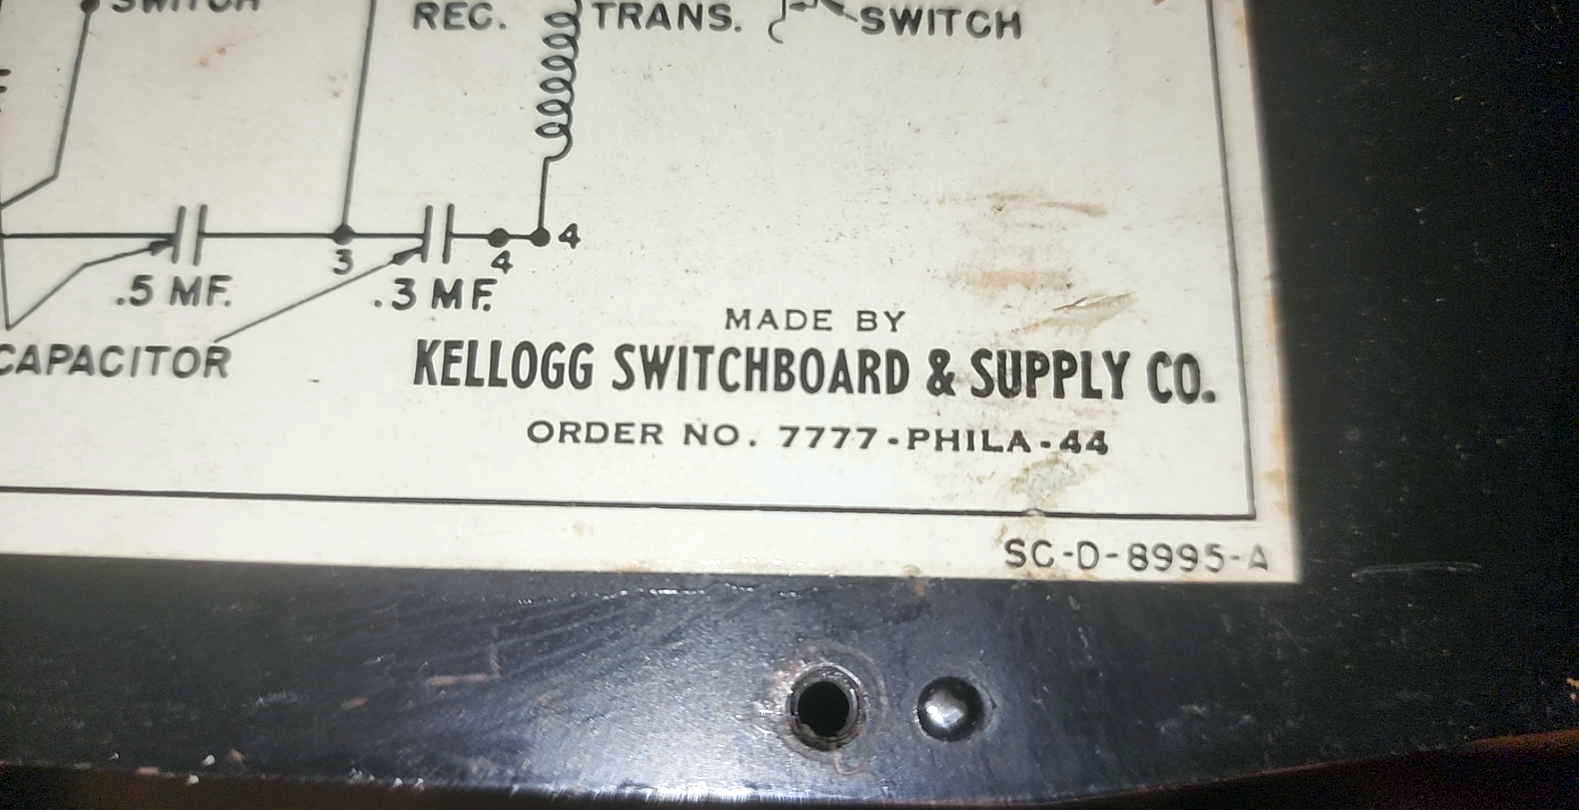 SWITCH
REC.
TRANS.
SWITCH
3
4
4
.5 MF.
.3 MF.
CAPACITOR
MADE BY
KELLOGG SWITCHBOARD & SUPPLY CO.
ORDER NO. 7777-PHILA-44
SC-D-8995-A